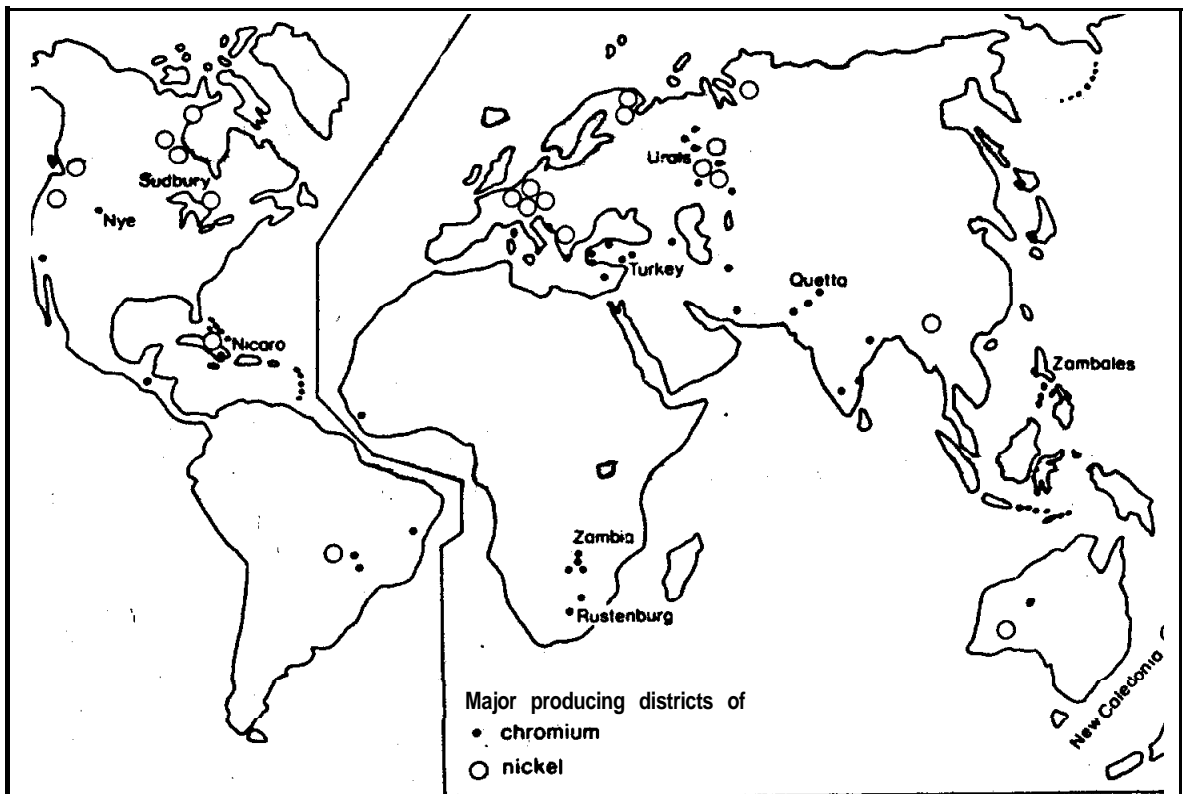 Urals
Sudbury
Nye
Turkey
Quetta
Nicaro
Zambales
Zambia
Rustenburg
New Caledonia
Major producing districts of
• chromium
○ nickel